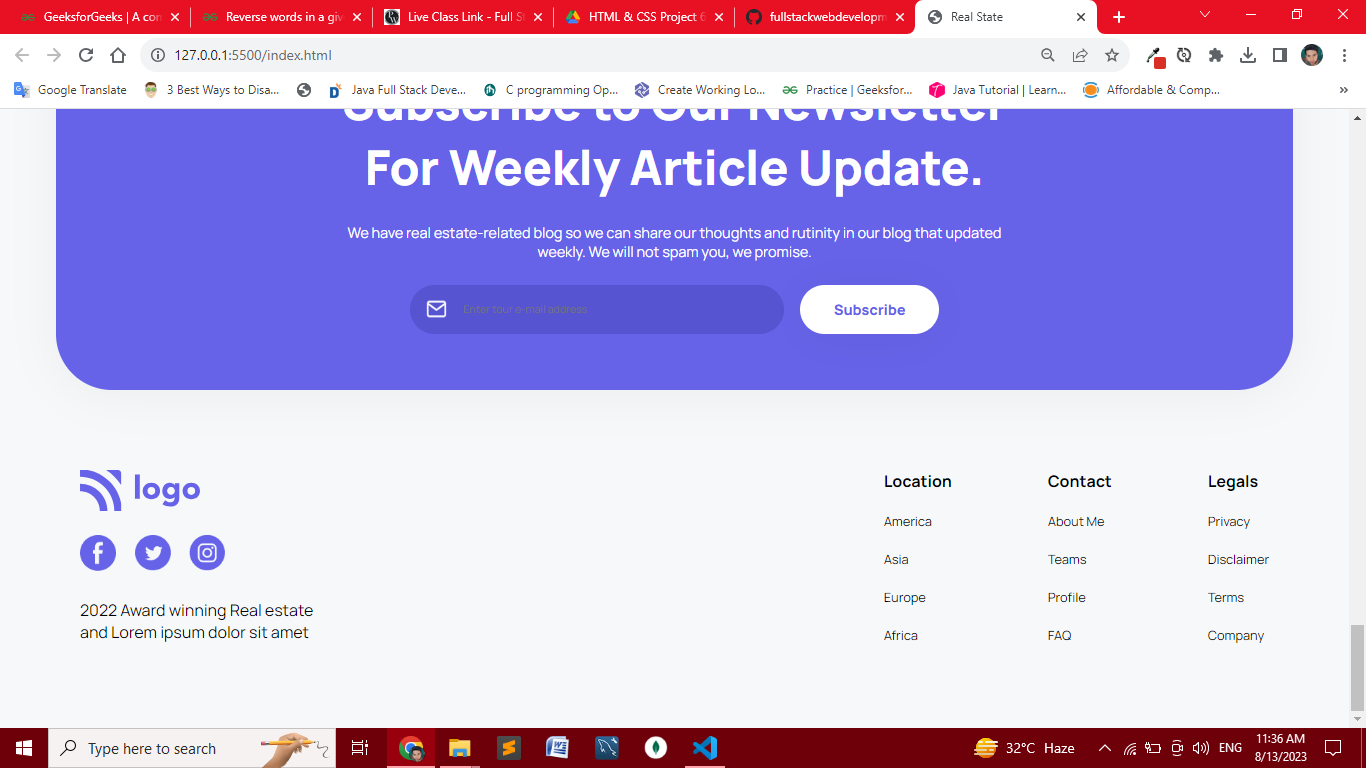 GeeksforGeeks | A con
Reverse words in a giv
Live Class Link - Full S
HTML & CSS Project 6
fullstackwebdevelopm
Real State
127.0.0.1:5500/index.html
Google Translate
3 Best Ways to Disa...
Java Full Stack Deve...
C programming Op...
Create Working Lo...
Practice | Geeksfor...
Java Tutorial | Learn...
Affordable & Comp...
Subscribe to Our Newsletter
For Weekly Article Update.
We have real estate-related blog so we can share our thoughts and rutinity in our blog that updated
weekly. We will not spam you, we promise.
Enter tour e-mail address
Subscribe
logo
2022 Award winning Real estate
and Lorem ipsum dolor sit amet
Location
America
Asia
Europe
Africa
Contact
About Me
Teams
Profile
FAQ
Legals
Privacy
Disclaimer
Terms
Company
Type here to search
32°C Haze
ENG
11:36 AM
8/13/2023